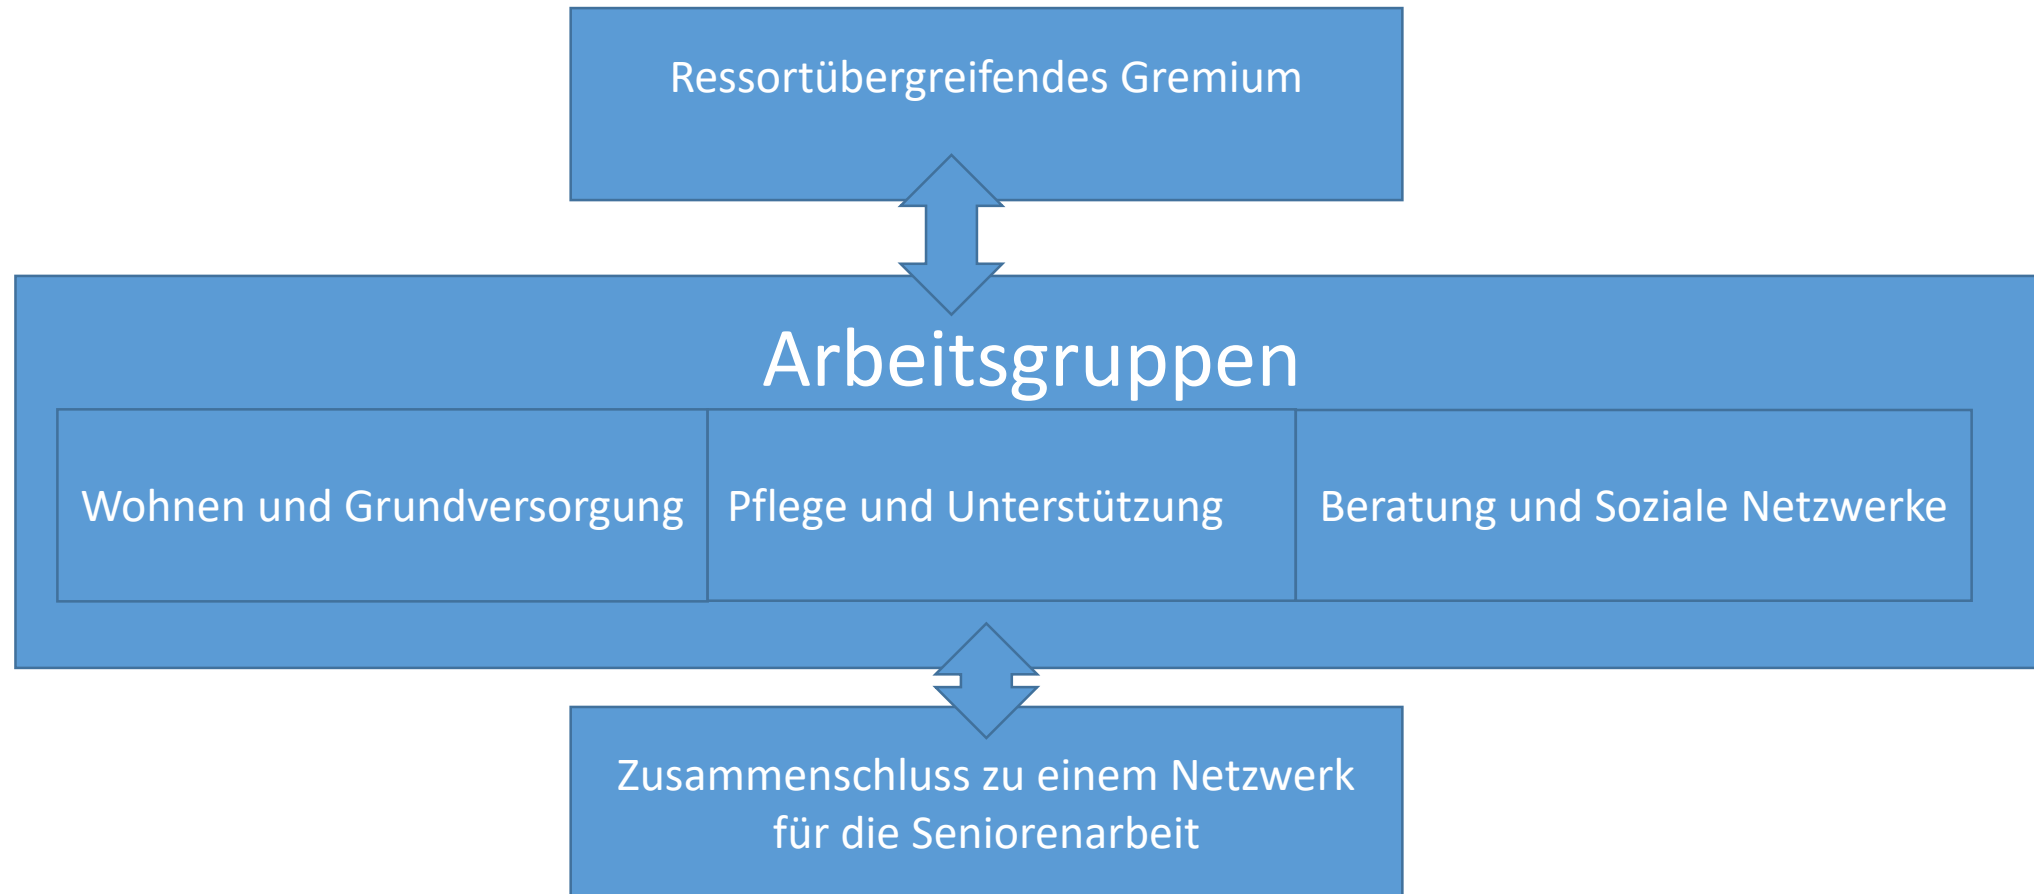 Ressortübergreifendes Gremium
Arbeitsgruppen
Wohnen und Grundversorgung
Pflege und Unterstützung
Beratung und Soziale Netzwerke
Zusammenschluss zu einem Netzwerk
für die Seniorenarbeit